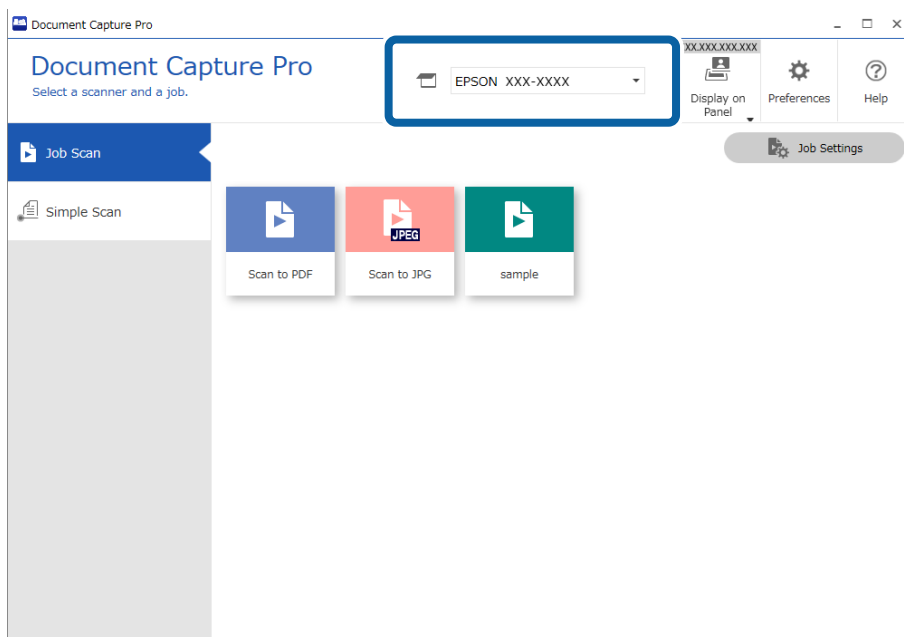 Document Capture Pro
Document Capture Pro
Select a scanner and a job.
EPSON XXX-XXXX
XX.XXX.XXX.XXX
Display on
Panel
Preferences
Help
Job Scan
Job Settings
Simple Scan
JPEG
Scan to PDF
Scan to JPG
sample